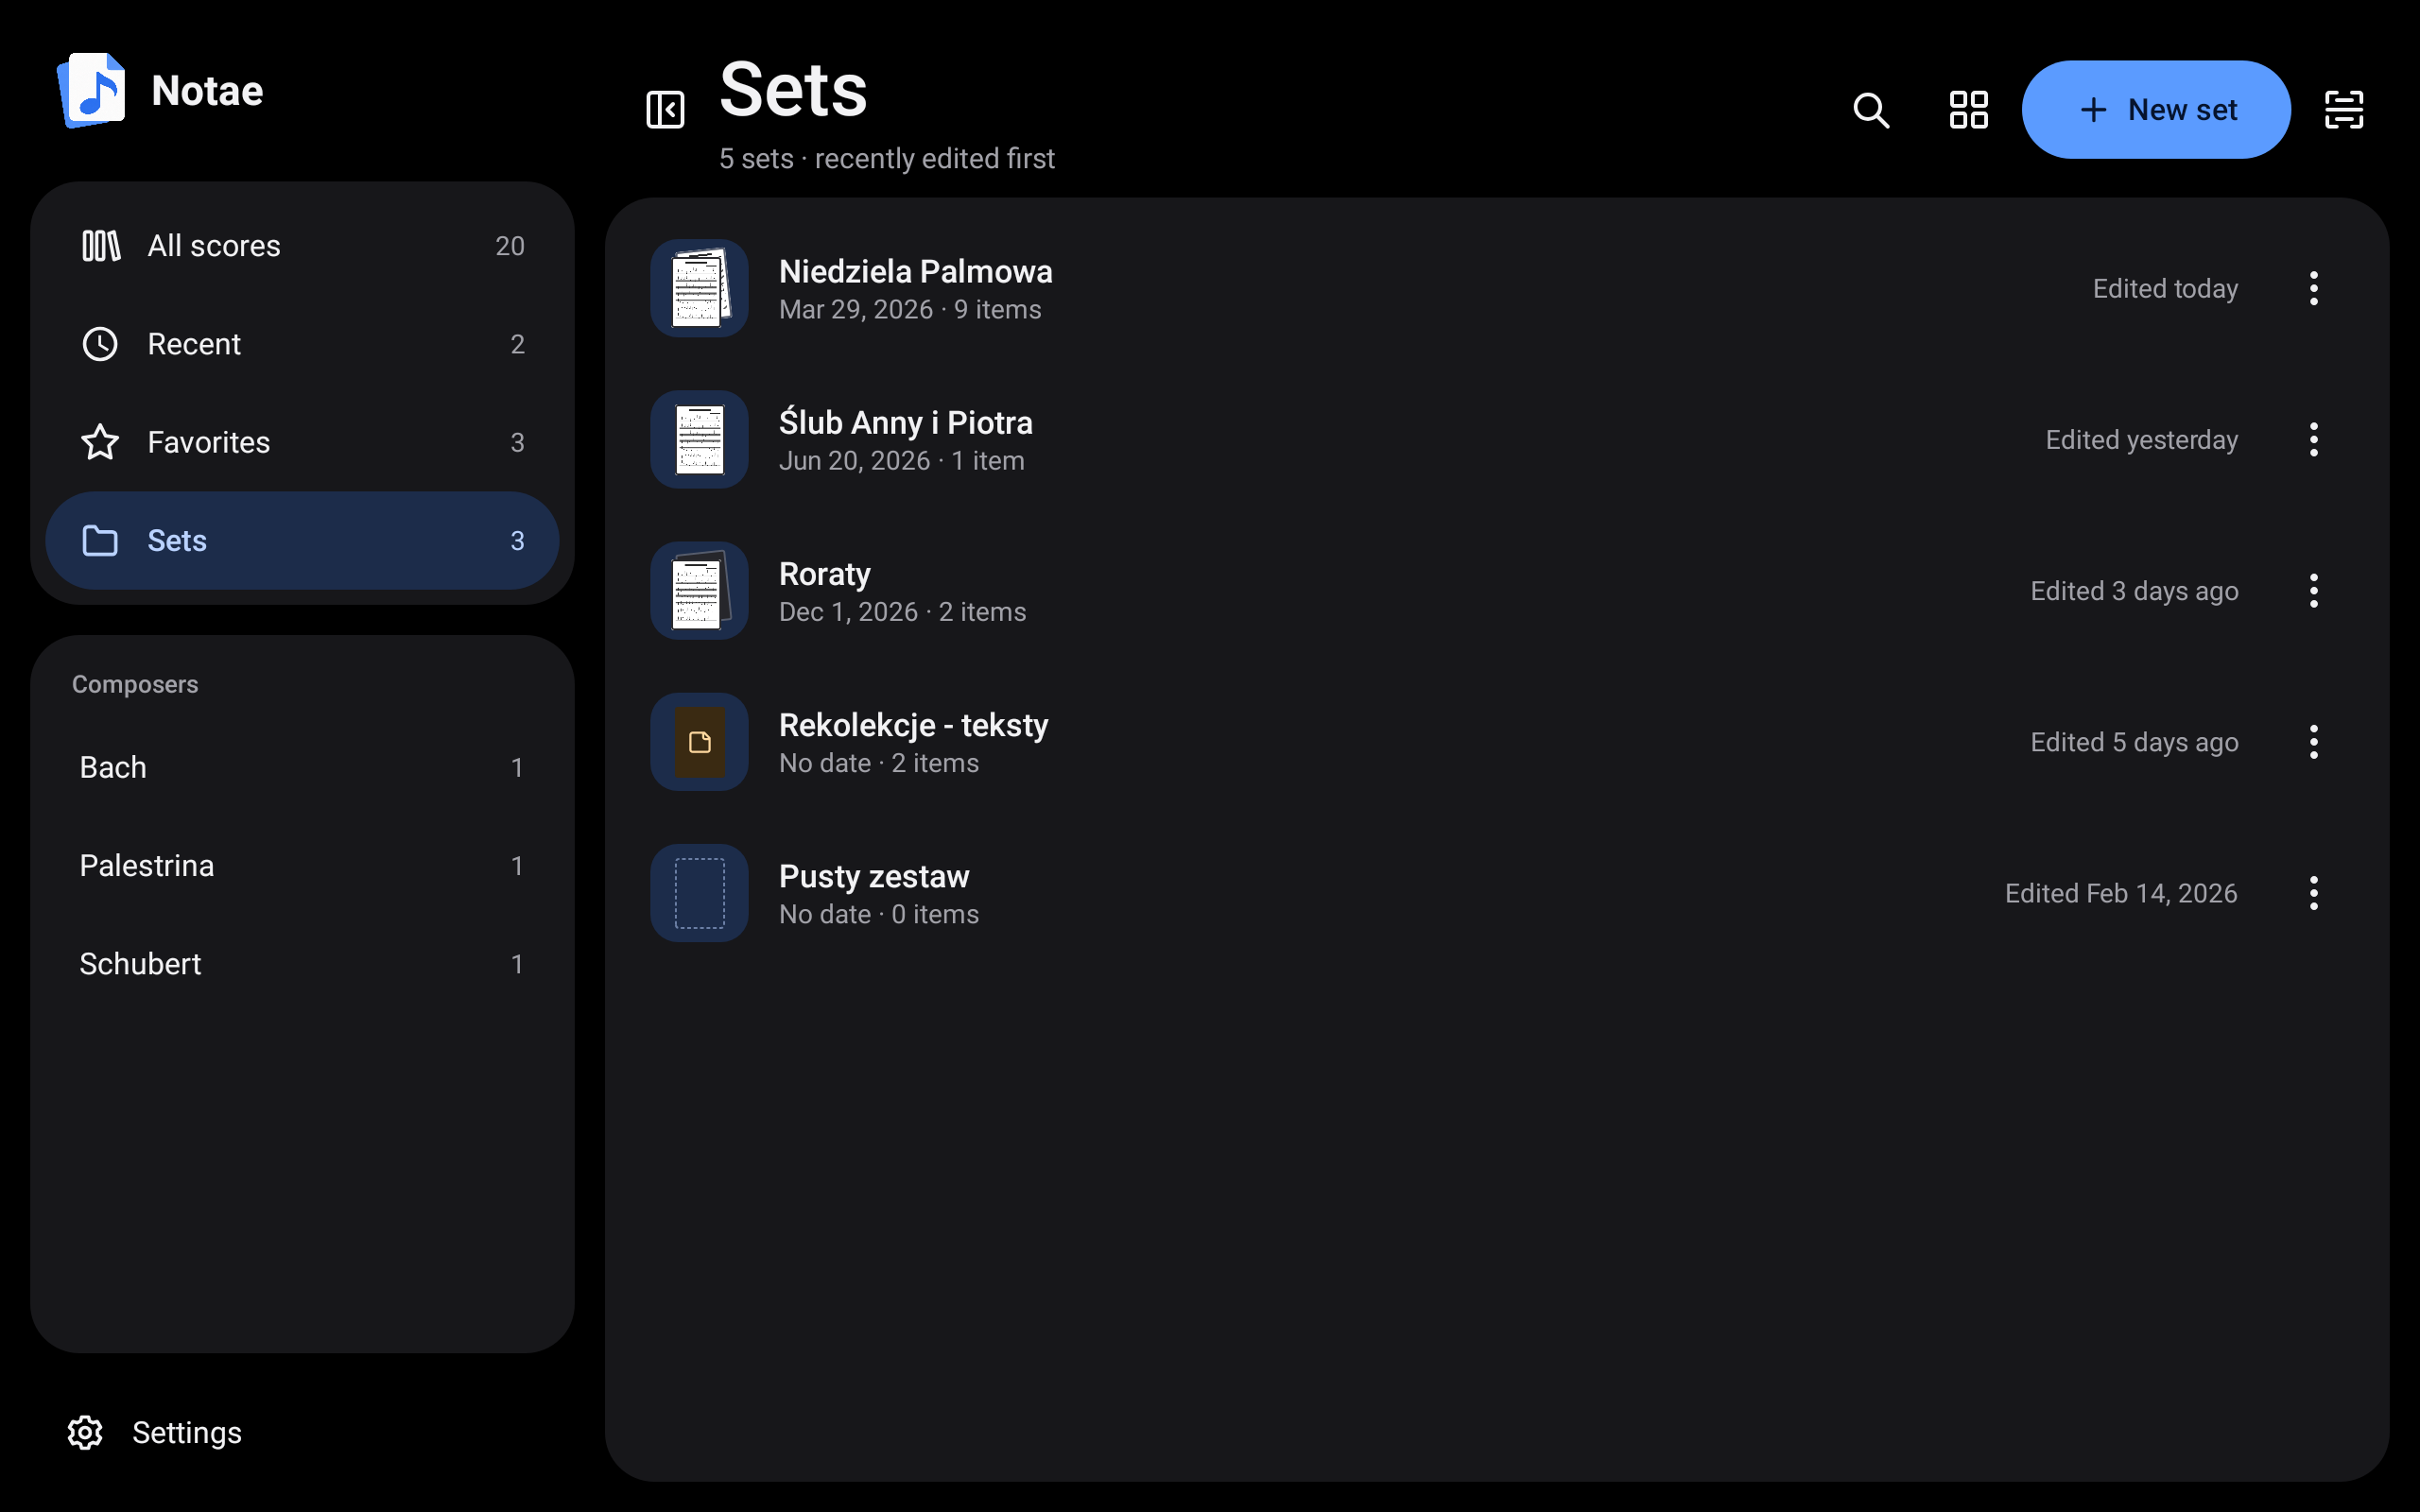 Notae
All scores 20
Recent 2
Favorites 3
Sets 3
Composers
Bach 1
Palestrina 1
Schubert 1
Settings
Sets
5 sets · recently edited first
New set
Niedziela Palmowa
Mar 29, 2026 · 9 items
Edited today
Ślub Anny i Piotra
Jun 20, 2026 · 1 item
Edited yesterday
Roraty
Dec 1, 2026 · 2 items
Edited 3 days ago
Rekolekcje - teksty
No date · 2 items
Edited 5 days ago
Pusty zestaw
No date · 0 items
Edited Feb 14, 2026